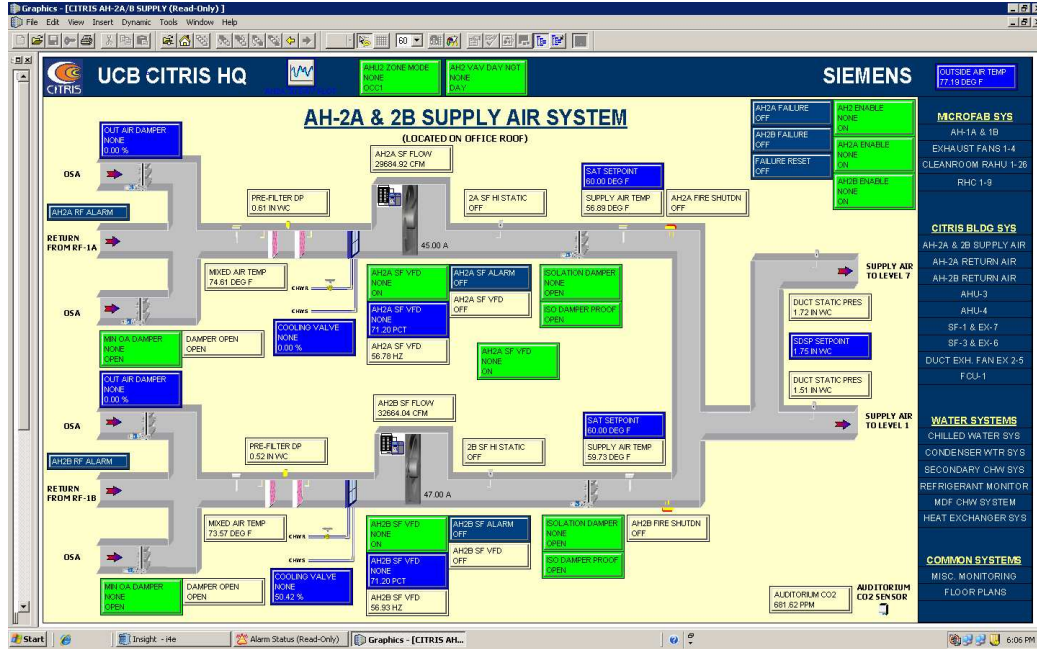 Graphics - [CITRIS AH-2A/B SUPPLY (Read-Only) ]
File Edit View Insert Dynamic Tools Window Help
60
CITRIS
UCB CITRIS HQ
AHU2 ZONE MODE
NONE
OCC1
AH2 VAV DAY NGT
NONE
DAY
SIEMENS
OUTSIDE AIR TEMP
77.19 DEG F
AH-2A & 2B SUPPLY AIR SYSTEM
(LOCATED ON OFFICE ROOF)
AH2A FAILURE
OFF
AH2B FAILURE
OFF
FAILURE RESET
OFF
AH2 ENABLE
NONE
ON
AH2A ENABLE
NONE
ON
AH2B ENABLE
NONE
ON
OUT AIR DAMPER
NONE
0.00 %
OSA
AH2A RF ALARM
RETURN
FROM RF-1A
OSA
MIN OA DAMPER
NONE
OPEN
DAMPER OPEN
OPEN
PRE-FILTER DP
0.61 IN WC
MIXED AIR TEMP
74.61 DEG F
CHWR
CHWS
COOLING VALVE
NONE
0.00 %
AH2A SF FLOW
29684.92 CFM
45.00 A
AH2A SF VFD
NONE
ON
AH2A SF VFD
NONE
71.20 PCT
AH2A SF VFD
56.78 HZ
AH2A SF ALARM
OFF
AH2A SF VFD
OFF
AH2A SF VFD
NONE
ON
2A SF HI STATIC
OFF
SAT SETPOINT
60.00 DEG F
SUPPLY AIR TEMP
56.89 DEG F
AH2A FIRE SHUTDN
OFF
ISOLATION DAMPER
NONE
OPEN
ISO DAMPER PROOF
OPEN
SUPPLY AIR
TO LEVEL 7
DUCT STATIC PRES
1.72 IN WC
SDSP SETPOINT
1.75 IN WC
DUCT STATIC PRES
1.51 IN WC
SUPPLY AIR
TO LEVEL 1
OUT AIR DAMPER
NONE
0.00 %
OSA
AH2B RF ALARM
RETURN
FROM RF-1B
OSA
MIN OA DAMPER
NONE
OPEN
DAMPER OPEN
OPEN
PRE-FILTER DP
0.52 IN WC
MIXED AIR TEMP
73.57 DEG F
CHWR
CHWS
COOLING VALVE
NONE
50.42 %
AH2B SF FLOW
32664.04 CFM
47.00 A
AH2B SF VFD
NONE
ON
AH2B SF VFD
NONE
71.20 PCT
AH2B SF VFD
56.93 HZ
AH2B SF ALARM
OFF
AH2B SF VFD
OFF
2B SF HI STATIC
OFF
SAT SETPOINT
60.00 DEG F
SUPPLY AIR TEMP
59.73 DEG F
ISOLATION DAMPER
NONE
OPEN
ISO DAMPER PROOF
OPEN
AH2B FIRE SHUTDN
OFF
AUDITORIUM CO2
681.62 PPM
AUDITORIUM
CO2 SENSOR
MICROFAB SYS
AH-1A & 1B
EXHAUST FANS 1-4
CLEANROOM RAHU 1-26
RHC 1-9
CITRIS BLDG SYS
AH-2A & 2B SUPPLY AIR
AH-2A RETURN AIR
AH-2B RETURN AIR
AHU-3
AHU-4
SF-1 & EX-7
SF-3 & EX-6
DUCT EXH. FAN EX 2-5
FCU-1
WATER SYSTEMS
CHILLED WATER SYS
CONDENSER WTR SYS
SECONDARY CHW SYS
REFRIGERANT MONITOR
MDF CHW SYSTEM
HEAT EXCHANGER SYS
COMMON SYSTEMS
MISC. MONITORING
FLOOR PLANS
Start
Insight - i4e
Alarm Status (Read-Only)
Graphics - [CITRIS AH...
6:06 PM